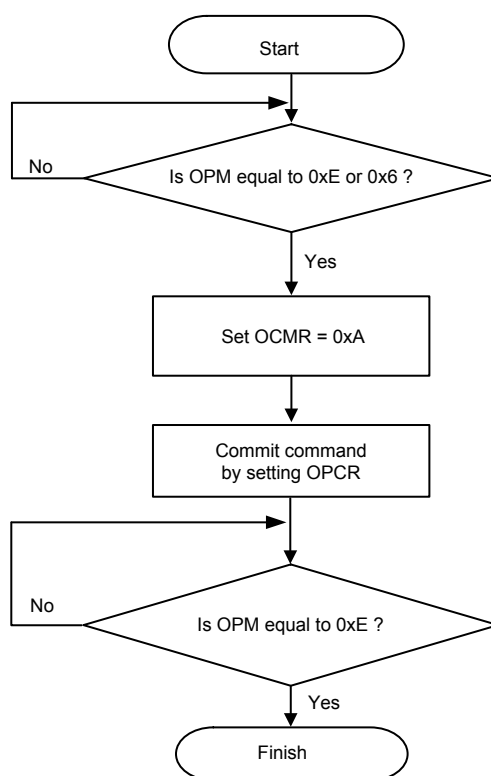 Start
Is OPM equal to 0xE or 0x6 ?
No
Yes
Set OCMR = 0xA
Commit command
by setting OPCR
No
Is OPM equal to 0xE ?
Yes
Finish